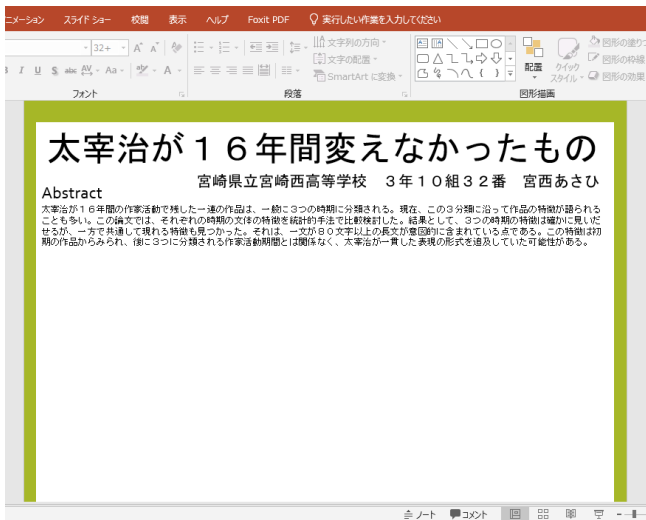 ニメーション　スライド ショー　校閲　表示　ヘルプ　Foxit PDF　実行したい作業を入力してください
32+　A　A　文字列の方向　図形の塗りつ
I　U　S　abc　AV　Aa　A　文字の配置　配置　クイック　図形の枠線
SmartArt に変換　スタイル　図形の効果
フォント　段落　図形描画
太宰治が１６年間変えなかったもの
宮崎県立宮崎西高等学校　３年１０組３２番　宮西あさひ
Abstract
太宰治が１６年間の作家活動で残した一連の作品は、一般に３つの時期に分類される。現在、この３分類に沿って作品の特徴が語られる
ことも多い。この論文では、それぞれの時期の文体の特徴を統計的手法で比較検討した。結果として、３つの時期の特徴は確かに見いだ
せるが、一方で共通して現れる特徴も見つかった。それは、一文が８０文字以上の長文が意図的に含まれている点である。この特徴は初
期の作品からみられ、後に３つに分類される作家活動期間とは関係なく、太宰治が一貫した表現の形式を追及していた可能性がある。
ノート　コメント